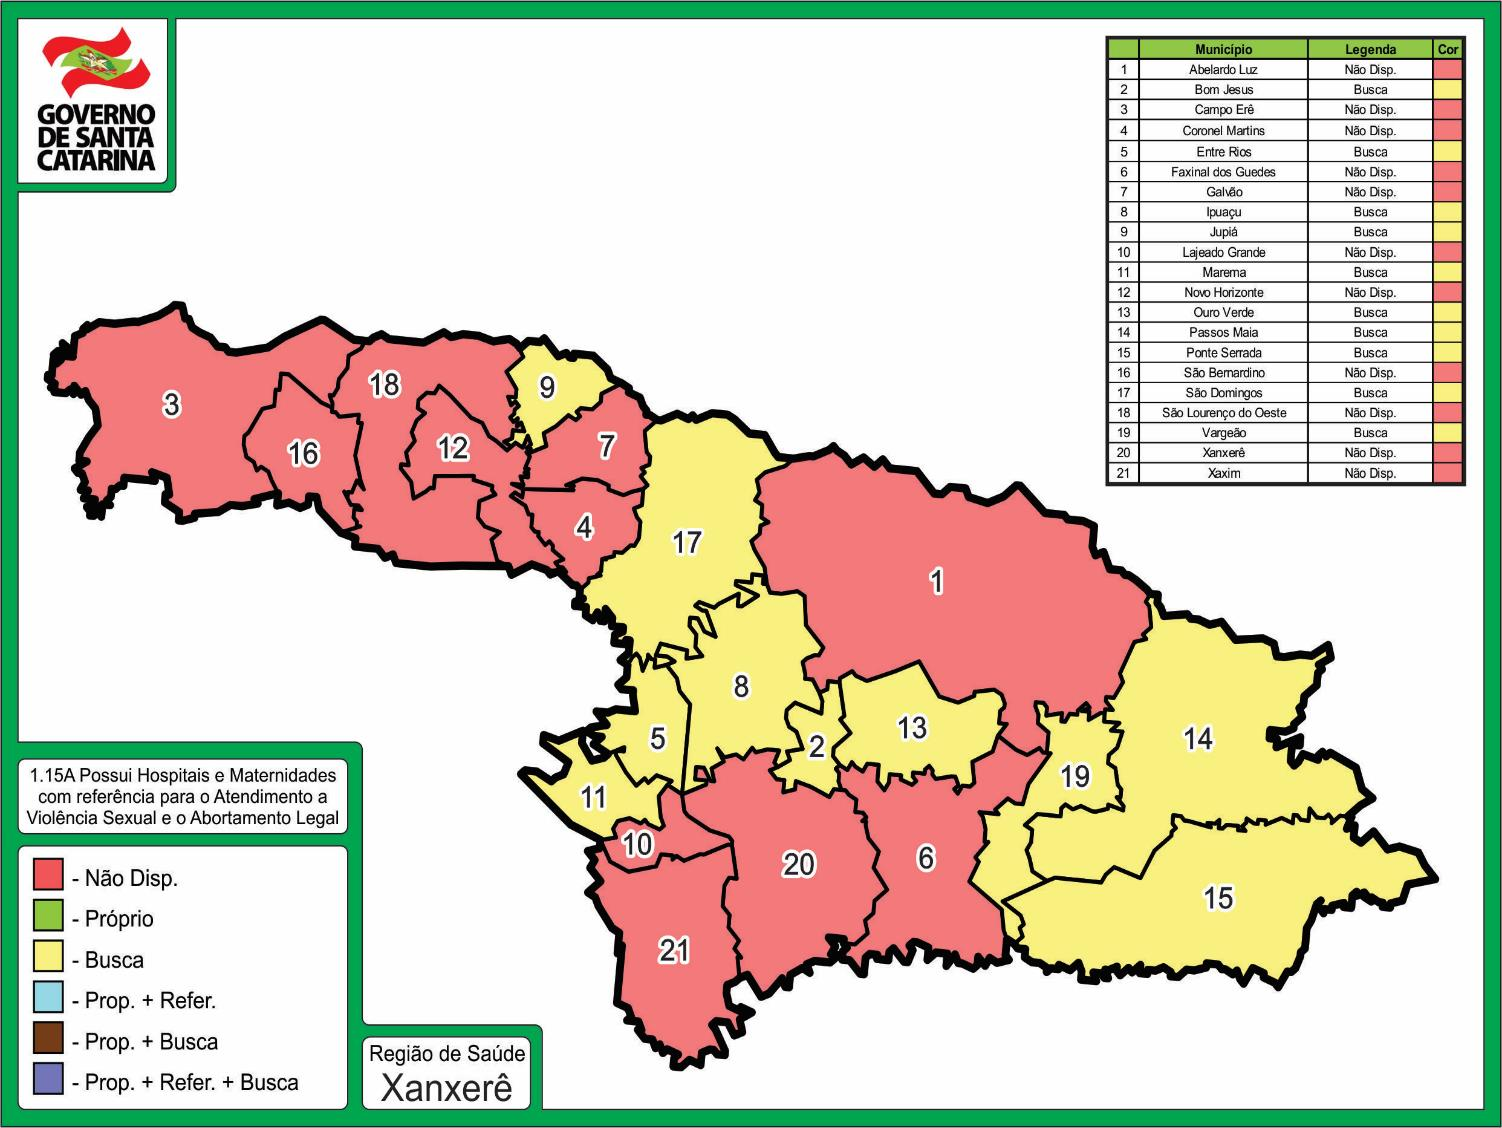 GOVERNO
DE SANTA
CATARINA
Município Legenda Cor
1 Abelardo Luz Não Disp.
2 Bom Jesus Busca
3 Campo Erê Não Disp.
4 Coronel Martins Não Disp.
5 Entre Rios Busca
6 Faxinal dos Guedes Não Disp.
7 Galvão Não Disp.
8 Ipuaçu Busca
9 Jupiá Busca
10 Lajeado Grande Não Disp.
11 Marema Busca
12 Novo Horizonte Não Disp.
13 Ouro Verde Busca
14 Passos Maia Busca
15 Ponte Serrada Busca
16 São Bernardino Não Disp.
17 São Domingos Busca
18 São Lourenço do Oeste Não Disp.
19 Vargeão Busca
20 Xanxerê Não Disp.
21 Xaxim Não Disp.
3
18
9
16
12
7
4
17
1
8
5
2
13
14
19
11
10
20
6
15
21
1.15A Possui Hospitais e Maternidades
com referência para o Atendimento a
Violência Sexual e o Abortamento Legal
- Não Disp.
- Próprio
- Busca
- Prop. + Refer.
- Prop. + Busca
- Prop. + Refer. + Busca
Região de Saúde
Xanxerê